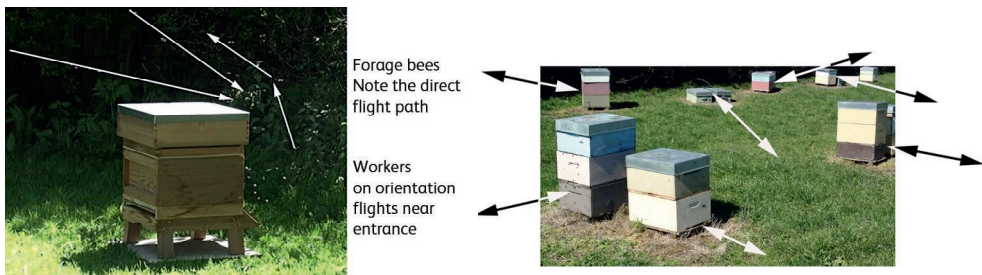 Forage bees
Note the direct
flight path
Workers
on orientation
flights near
entrance